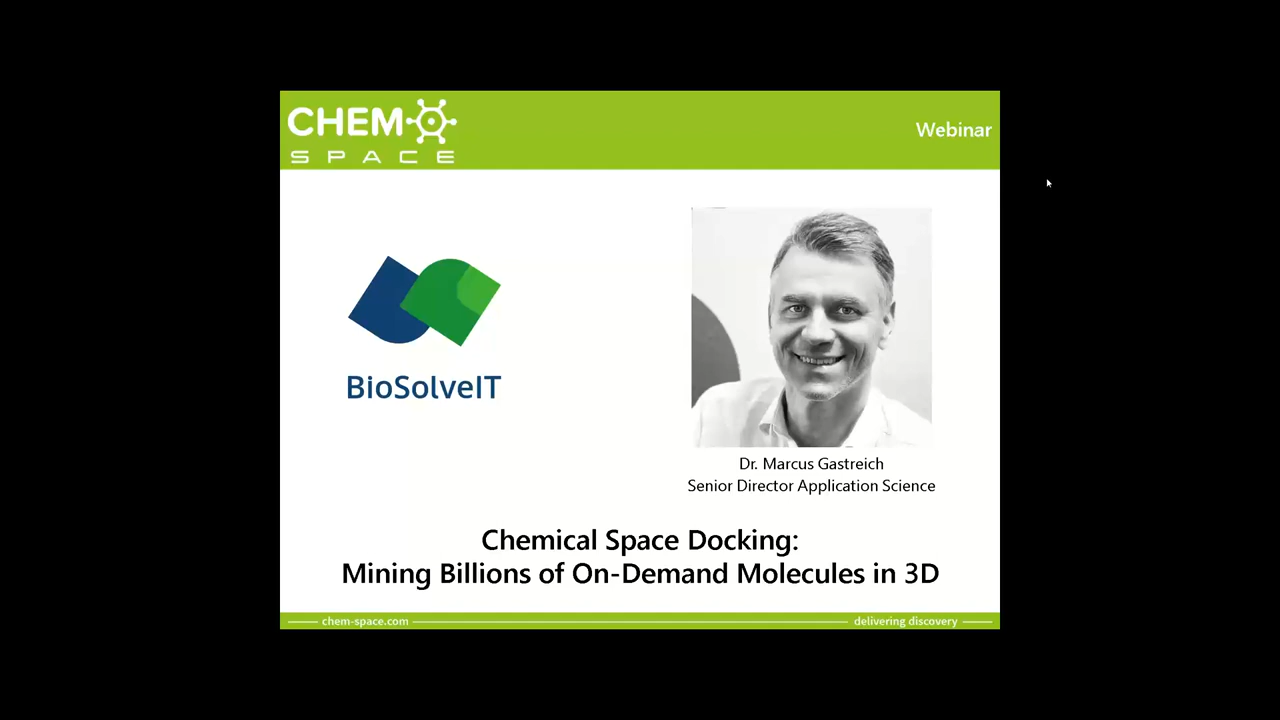 CHEM
SPACE
Webinar
BioSolveIT
Dr. Marcus Gastreich
Senior Director Application Science
Chemical Space Docking:
Mining Billions of On-Demand Molecules in 3D
chem-space.com
delivering discovery